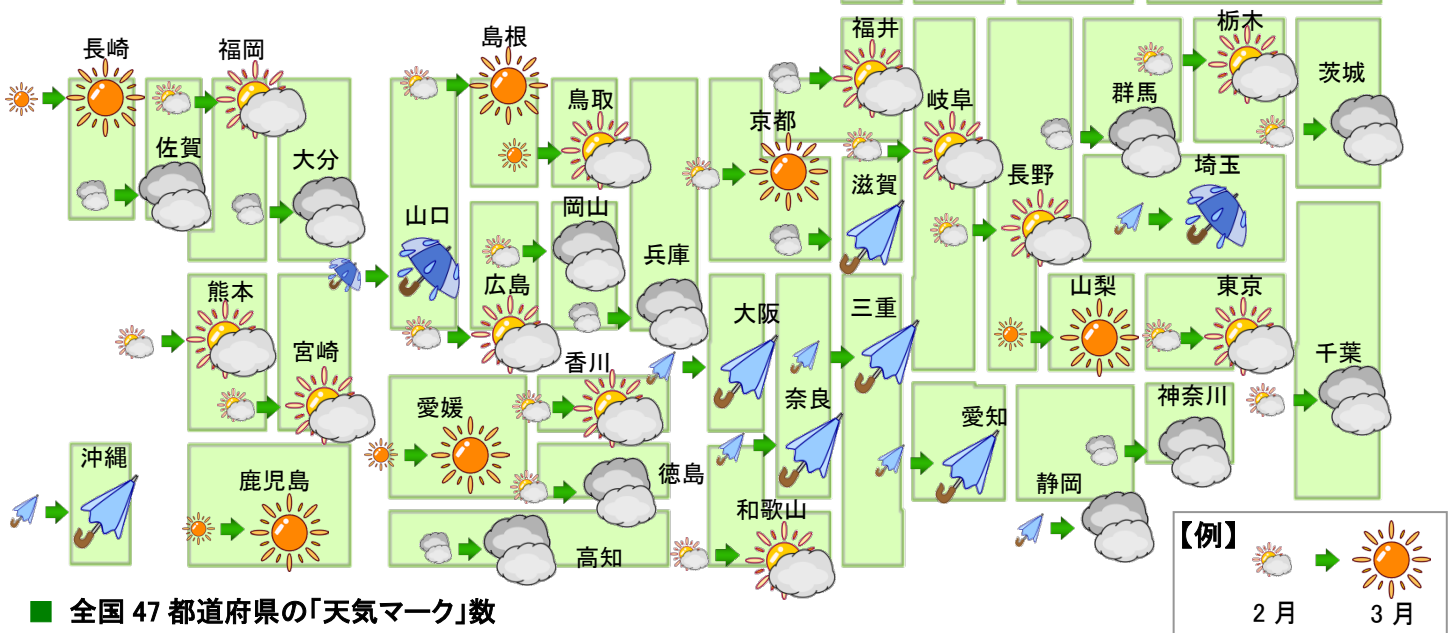 福井
栃木
島根
長崎
福岡
茨城
群馬
鳥取
岐阜
京都
佐賀
大分
埼玉
長野
滋賀
岡山
山口
兵庫
熊本
広島
山梨
東京
三重
大阪
宮崎
千葉
香川
奈良
神奈川
愛媛
愛知
沖縄
徳島
鹿児島
静岡
和歌山
高知
【例】
2月 3月
■ 全国 47 都道府県の「天気マーク」数